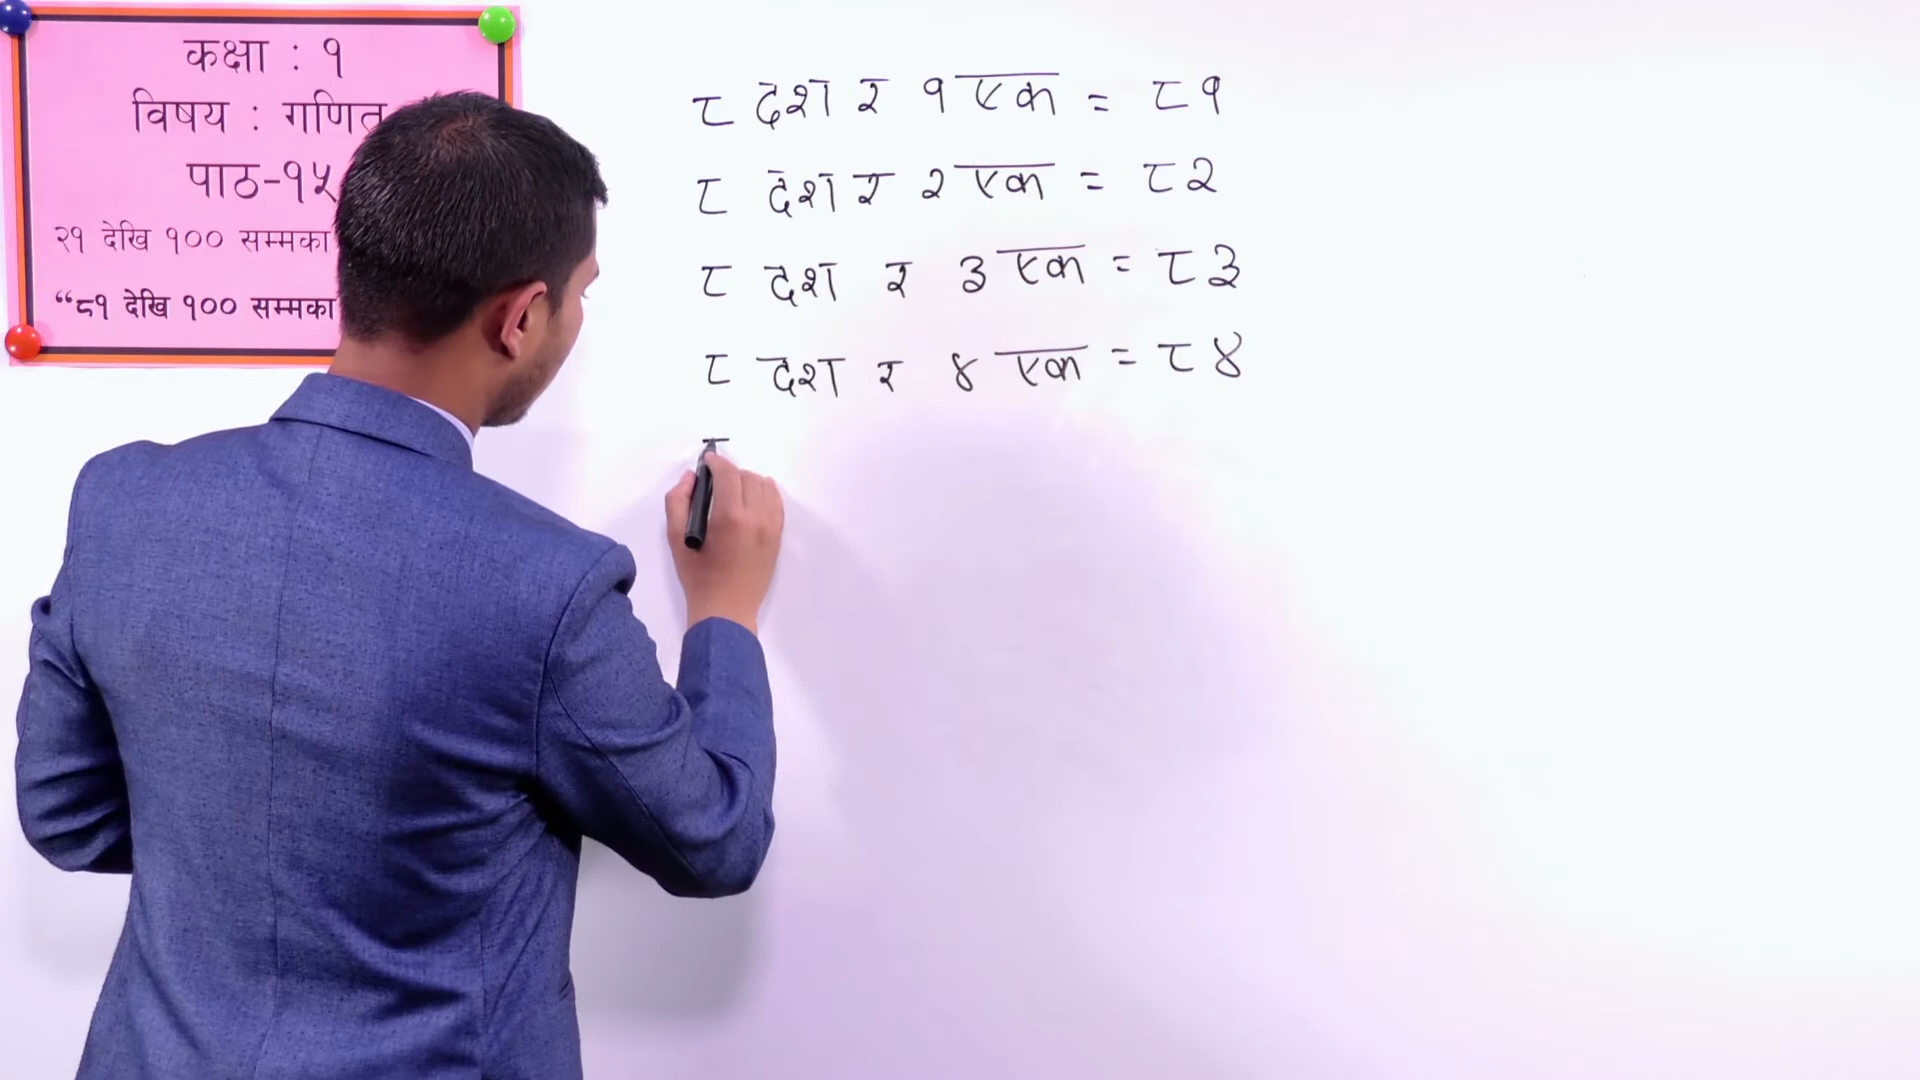 कक्षा : १
विषय : गणित
पाठ-१५
२१ देखि १०० सम्मका
“८१ देखि १०० सम्मका
८ दश र १ एक = ८१
८ दश र २ एक = ८२
८ दश र ३ एक = ८३
८ दश र ४ एक = ८४